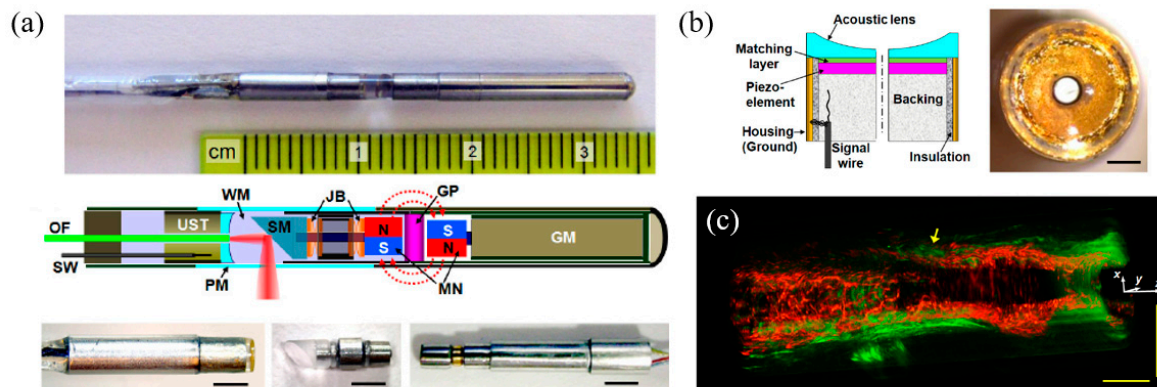 (a)
cm 1 2 3
WM JB GP
OF UST SM N S GM
S N
SW PM MN
(b)
Acoustic lens
Matching
layer
Piezo-
element
Backing
Housing
(Ground)
Signal
wire
Insulation
(c)
x
y
z